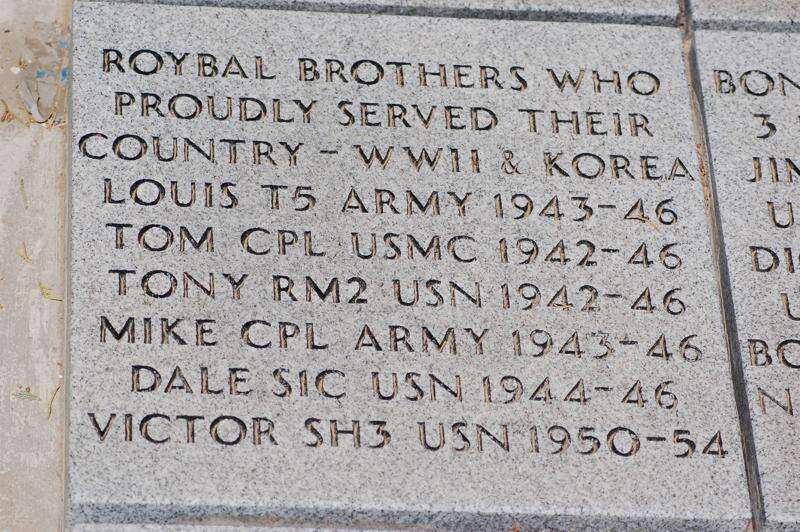 ROYBAL BROTHERS WHO
PROUDLY SERVED THEIR
COUNTRY - WWII & KOREA
LOUIS T5 ARMY 1943-46
TOM CPL USMC 1942-46
TONY RM2 USN 1942-46
MIKE CPL ARMY 1943-46
DALE SIC USN 1944-46
VICTOR SH3 USN 1950-54
3